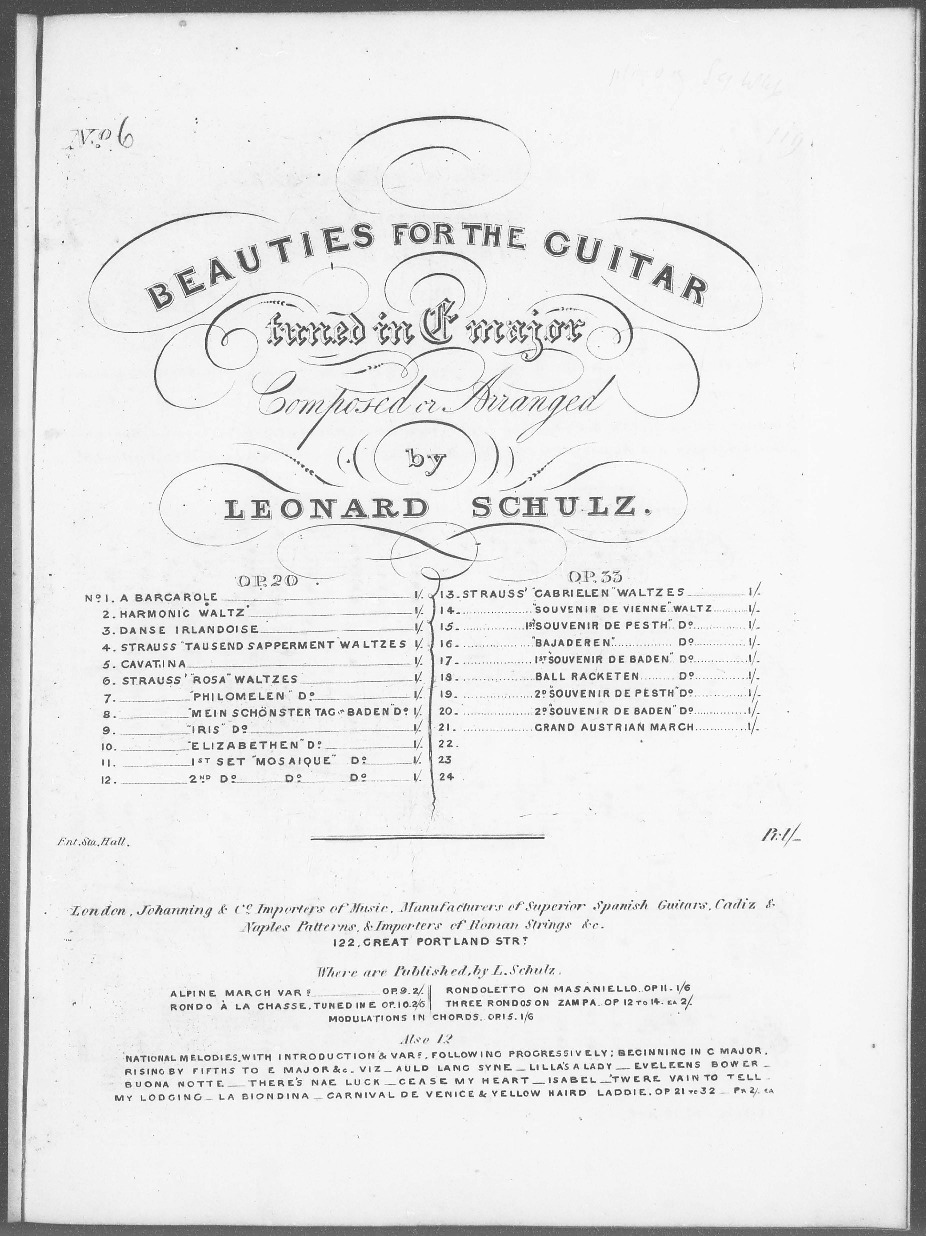 No. 6
BEAUTIES FOR THE GUITAR
tuned in E major
Composed or Arranged
by
LEONARD SCHULZ.
OP. 20
No 1. A BARCAROLE 1/.
2. HARMONIC WALTZ 1/.
3. DANSE IRLANDOISE 1/.
4. STRAUSS "TAUSEND SAPPERMENT WALTZES 1/.
5. CAVATINA 1/.
6. STRAUSS' "ROSA" WALTZES 1/.
7. "PHILOMELEN" Do 1/.
8. "MEIN SCHÖNSTER TAG IN BADEN" Do 1/.
9. "IRIS" Do 1/.
10. "ELIZABETHEN" Do 1/.
11. 1ST SET "MOSAIQUE" Do 1/.
12. 2ND Do Do Do 1/.
OP. 33
13. STRAUSS' "GABRIELEN" WALTZES 1/.
14. "SOUVENIR DE VIENNE" WALTZ 1/-
15. 1ST "SOUVENIR DE PESTH" Do 1/-
16. "BAJADEREN" Do 1/-
17. 1ST "SOUVENIR DE BADEN" Do 1/-
18. BALL RACKETEN Do 1/-
19. 2D "SOUVENIR DE PESTH" Do 1/-
20. 2D "SOUVENIR DE BADEN" Do 1/-
21. GRAND AUSTRIAN MARCH 1/-
22.
23
24
Ent. Sta. Hall.
Pr. 1/-
London, Johanning & Co. Importers of Music, Manufacturers of Superior Spanish Guitars, Cadiz &
Naples Patterns, & Importers of Roman Strings &c.
122, GREAT PORTLAND STRT
Where are Published, by L. Schulz.
ALPINE MARCH VARS OP. 9. 2/.
RONDO À LA CHASSE, TUNED IN E OP. 10. 2/6
RONDOLETTO ON MASANIELLO. OP 11. 1/6
THREE RONDOS ON ZAMPA. OP 12 TO 14. EA 2/.
MODULATIONS IN CHORDS. OP 15. 1/6
Also 12
NATIONAL MELODIES, WITH INTRODUCTION & VARS, FOLLOWING PROGRESSIVELY; BEGINNING IN C MAJOR,
RISING BY FIFTHS TO E MAJOR &c. VIZ _ AULD LANG SYNE _ LILLA'S A LADY _ EVELEENS BOWER _
BUONA NOTTE _ THERE'S NAE LUCK _ CEASE MY HEART _ ISABEL _ 'TWERE VAIN TO TELL _
MY LODGING _ LA BIONDINA _ CARNIVAL DE VENICE & YELLOW HAIRD LADDIE. OP 21 TO 32 _ PR 2/. EA